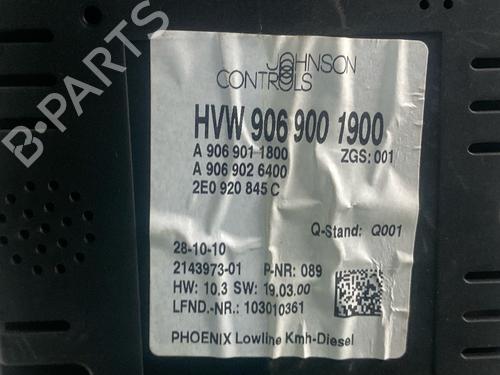 JOHNSON
CONTROLS
HVW 906 900 1900
A 906 901 1800 ZGS: 001
A 906 902 6400
2E0 920 845 C
Q-Stand: Q001
28-10-10
2143973-01 P-NR: 089
HW: 10.3 SW: 19.03.00
LFND.-NR.: 103010361
PHOENIX Lowline Kmh-Diesel
B-PARTS